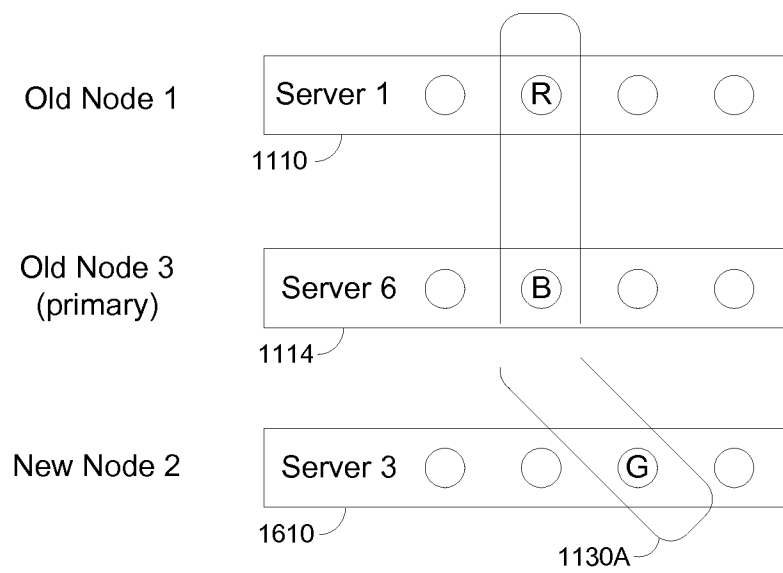 Old Node 1
Server 1
R
1110
Old Node 3
(primary)
Server 6
B
1114
New Node 2
Server 3
G
1610
1130A